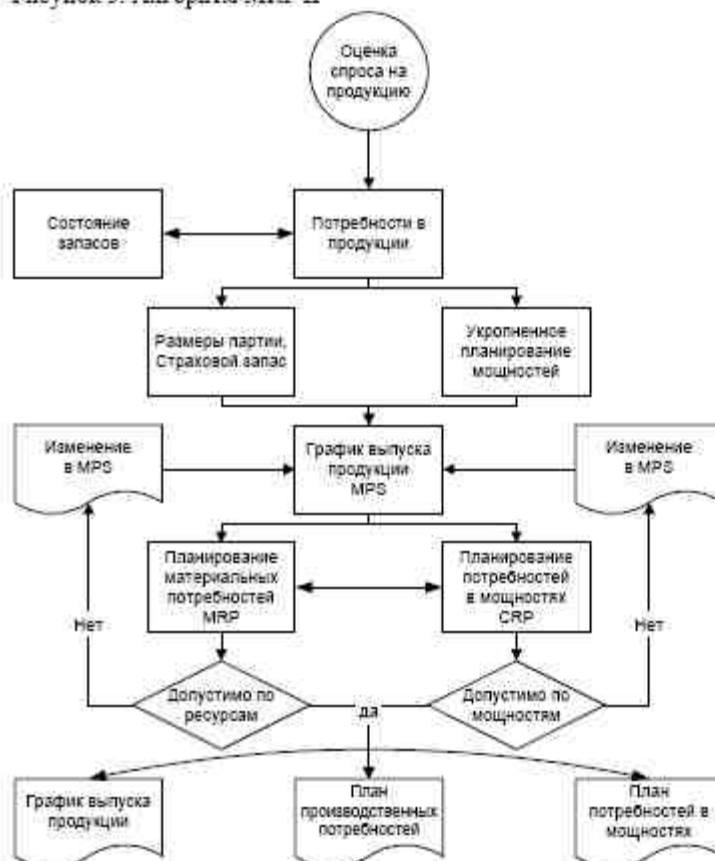 Оценка
спроса на
продукцию
Состояние
запасов
Потребности в
продукции
Размеры партии,
Страховой запас
Укропненное
планирование
мощностей
Изменение
в MPS
График выпуска
продукции
MPS
Изменение
в MPS
Планирование
материальных
потребностей
MRP
Планирование
потребностей
в мощностях
CRP
Нет
Нет
Допустимо по
ресурсам
да
Допустимо по
мощностям
График выпуска
продукции
План
производственных
потребностей
План
потребностей в
мощностях